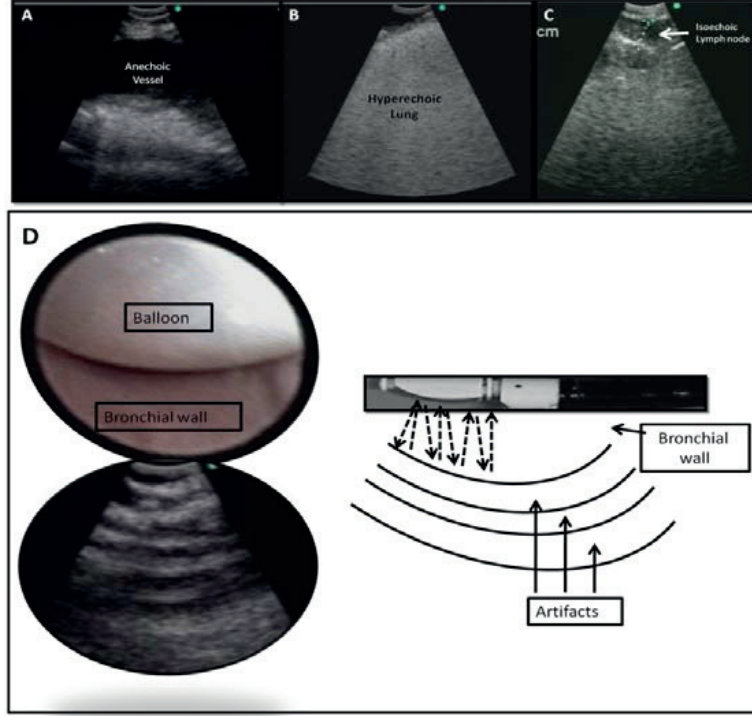 A
Anechoic
Vessel
B
Hyperechoic
Lung
C
cm
Isoechoic
Lymph node
D
Balloon
Bronchial wall
Bronchial
wall
Artifacts